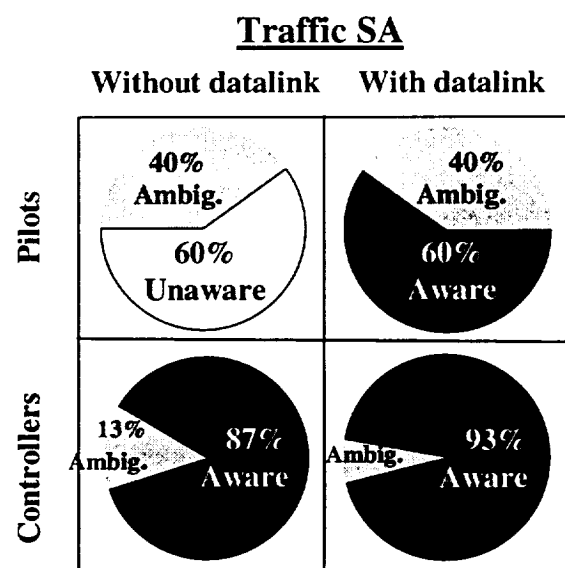 Traffic SA
Without datalink
With datalink
Pilots
40%
Ambig.
60%
Unaware
40%
Ambig.
60%
Aware
Controllers
13%
Ambig.
87%
Aware
Ambig.
93%
Aware